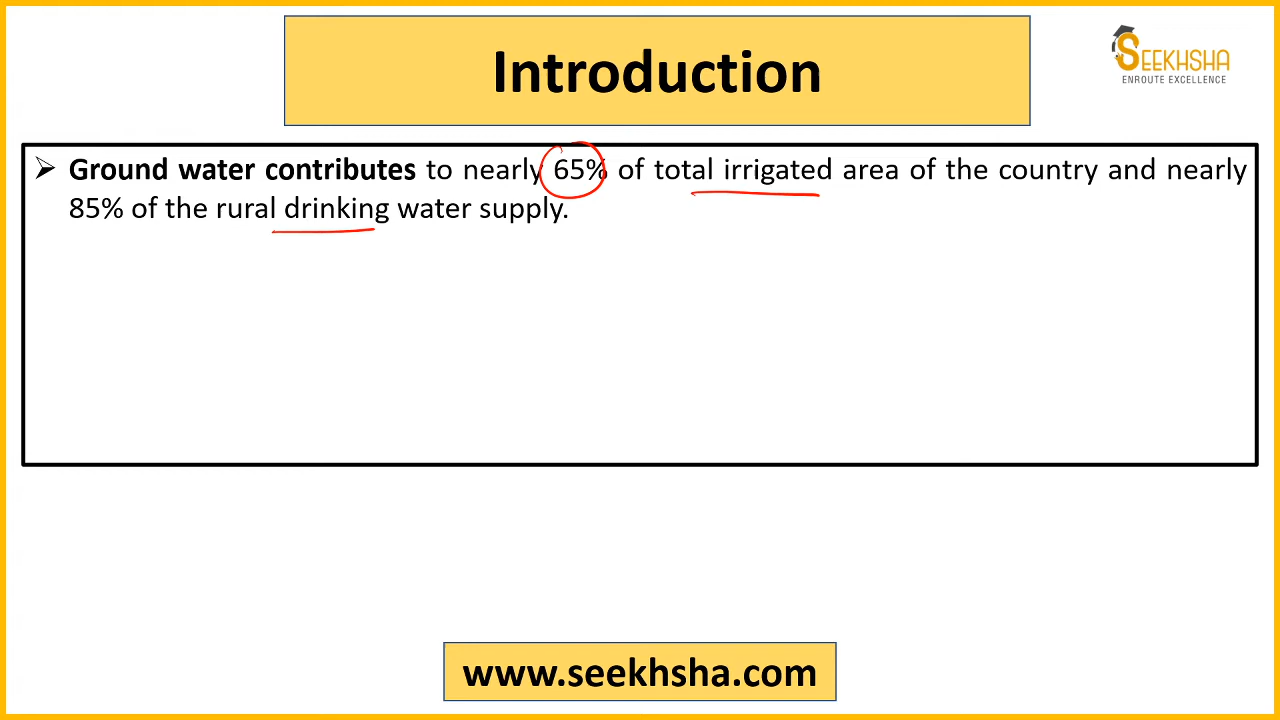 Introduction
SEEKHSHA
ENROUTE EXCELLENCE
➢ Ground water contributes to nearly 65% of total irrigated area of the country and nearly
85% of the rural drinking water supply.
www.seekhsha.com